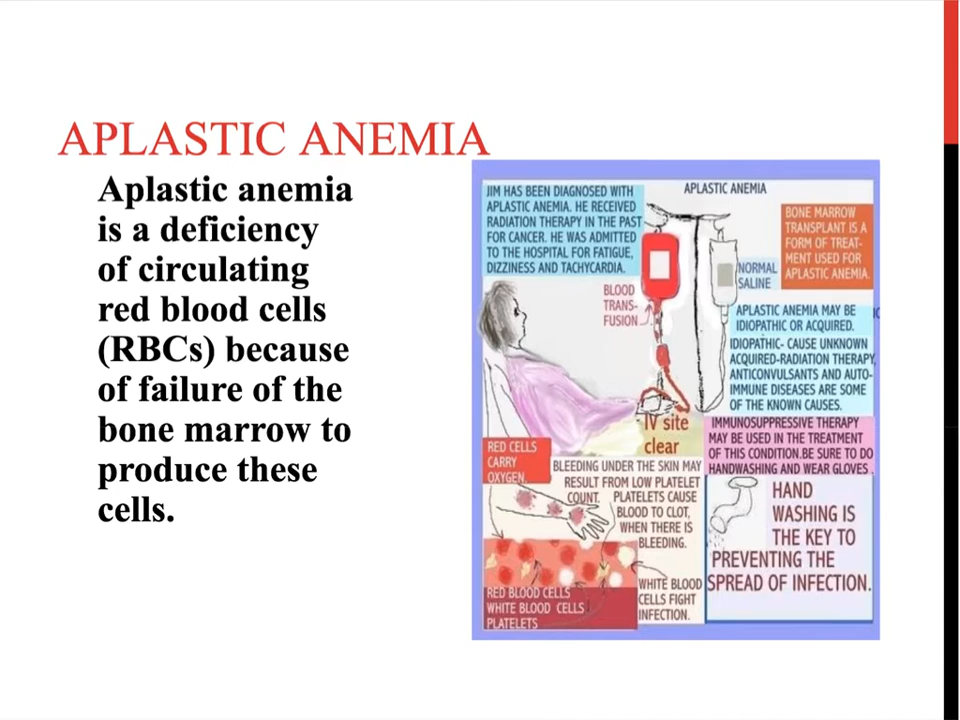 APLASTIC ANEMIA
Aplastic anemia
is a deficiency
of circulating
red blood cells
(RBCs) because
of failure of the
bone marrow to
produce these
cells.
JIM HAS BEEN DIAGNOSED WITH
APLASTIC ANEMIA. HE RECEIVED
RADIATION THERAPY IN THE PAST
FOR CANCER. HE WAS ADMITTED
TO THE HOSPITAL FOR FATIGUE,
DIZZINESS AND TACHYCARDIA.
APLASTIC ANEMIA
BONE MARROW
TRANSPLANT IS A
FORM OF TREAT-
MENT USED FOR
APLASTIC ANEMIA.
NORMAL
SALINE
BLOOD
TRANS-
FUSION
APLASTIC ANEMIA MAY BE
IDIOPATHIC OR ACQUIRED.
IDIOPATHIC- CAUSE UNKNOWN
ACQUIRED-RADIATION THERAPY,
ANTICONVULSANTS AND AUTO-
IMMUNE DISEASES ARE SOME
OF THE KNOWN CAUSES.
IV site
clear
IMMUNOSUPPRESSIVE THERAPY
MAY BE USED IN THE TREATMENT
OF THIS CONDITION.BE SURE TO DO
HANDWASHING AND WEAR GLOVES .
RED CELLS
CARRY
OXYGEN.
BLEEDING UNDER THE SKIN MAY
RESULT FROM LOW PLATELET
COUNT. PLATELETS CAUSE
BLOOD TO CLOT,
WHEN THERE IS
BLEEDING.
HAND
WASHING IS
THE KEY TO
PREVENTING THE
SPREAD OF INFECTION.
WHITE BLOOD
CELLS FIGHT
INFECTION.
RED BLOOD CELLS
WHITE BLOOD CELLS
PLATELETS